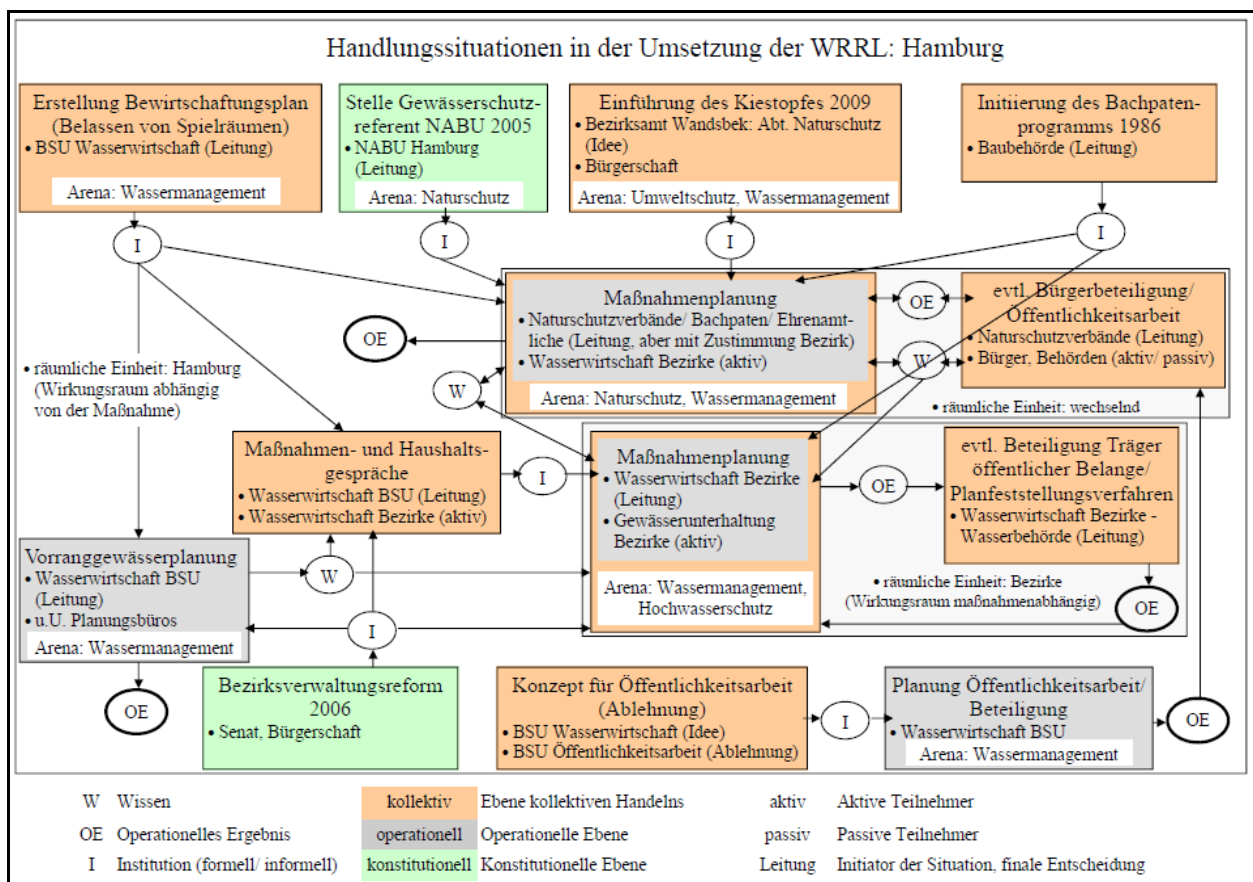 Handlungssituationen in der Umsetzung der WRRL: Hamburg
Erstellung Bewirtschaftungsplan
(Belassen von Spielräumen)
• BSU Wasserwirtschaft (Leitung)
Arena: Wassermanagement
Stelle Gewässerschutz-
referent NABU 2005
• NABU Hamburg
(Leitung)
Arena: Naturschutz
Einführung des Kiestopfes 2009
• Bezirksamt Wandsbek: Abt. Naturschutz
(Idee)
• Bürgerschaft
Arena: Umweltschutz, Wassermanagement
Initiierung des Bachpaten-
programms 1986
• Baubehörde (Leitung)
I
I
I
I
Maßnahmenplanung
• Naturschutzverbände/ Bachpaten/ Ehrenamt-
liche (Leitung, aber mit Zustimmung Bezirk)
• Wasserwirtschaft Bezirke (aktiv)
Arena: Naturschutz, Wassermanagement
OE
W
evtl. Bürgerbeteiligung/
Öffentlichkeitsarbeit
• Naturschutzverbände (Leitung)
• Bürger, Behörden (aktiv/ passiv)
• räumliche Einheit: wechselnd
OE
W
• räumliche Einheit: Hamburg
(Wirkungsraum abhängig
von der Maßnahme)
Maßnahmen- und Haushalts-
gespräche
• Wasserwirtschaft BSU (Leitung)
• Wasserwirtschaft Bezirke (aktiv)
I
Maßnahmenplanung
• Wasserwirtschaft Bezirke
(Leitung)
• Gewässerunterhaltung
Bezirke (aktiv)
Arena: Wassermanagement,
Hochwasserschutz
OE
evtl. Beteiligung Träger
öffentlicher Belange/
Planfeststellungsverfahren
• Wasserwirtschaft Bezirke -
Wasserbehörde (Leitung)
• räumliche Einheit: Bezirke
(Wirkungsraum maßnahmenabhängig)
OE
Vorranggewässerplanung
• Wasserwirtschaft BSU
(Leitung)
• u.U. Planungsbüros
Arena: Wassermanagement
W
I
OE
Bezirksverwaltungsreform
2006
• Senat, Bürgerschaft
Konzept für Öffentlichkeitsarbeit
(Ablehnung)
• BSU Wasserwirtschaft (Idee)
• BSU Öffentlichkeitsarbeit (Ablehnung)
I
Planung Öffentlichkeitsarbeit/
Beteiligung
• Wasserwirtschaft BSU
Arena: Wassermanagement
OE
W Wissen kollektiv Ebene kollektiven Handelns aktiv Aktive Teilnehmer
OE Operationelles Ergebnis operationell Operationelle Ebene passiv Passive Teilnehmer
I Institution (formell/ informell) konstitutionell Konstitutionelle Ebene Leitung Initiator der Situation, finale Entscheidung